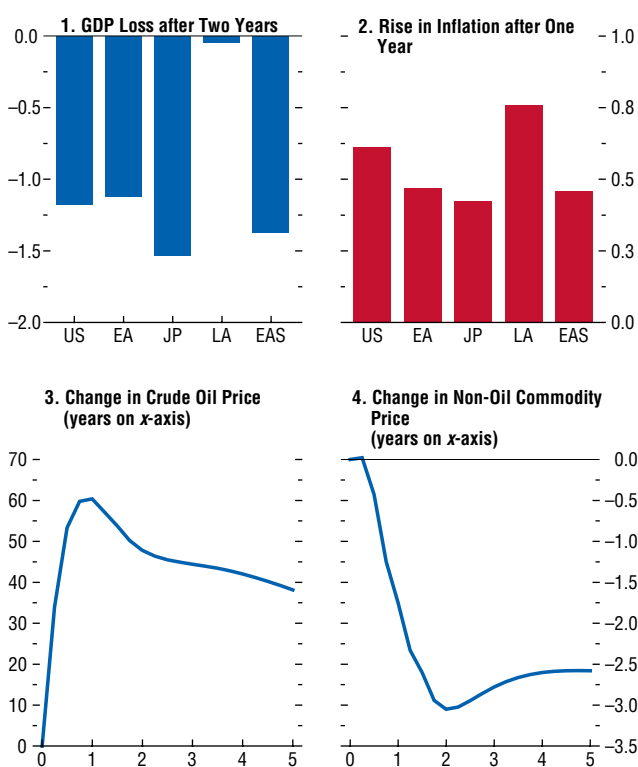 1. GDP Loss after Two Years
0.0
–0.5
–1.0
–1.5
–2.0
US EA JP LA EAS
2. Rise in Inflation after One
Year
1.0
0.8
0.5
0.3
0.0
US EA JP LA EAS
3. Change in Crude Oil Price
(years on x-axis)
70
60
50
40
30
20
10
0
0 1 2 3 4 5
4. Change in Non-Oil Commodity
Price
(years on x-axis)
0.0
–0.5
–1.0
–1.5
–2.0
–2.5
–3.0
–3.5
0 1 2 3 4 5